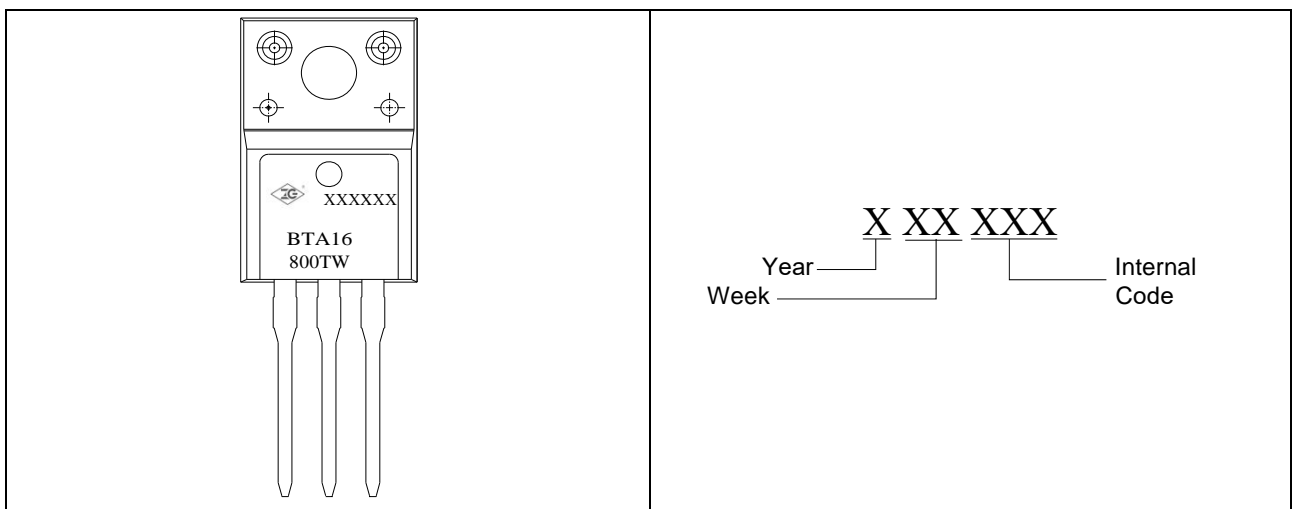 XXXXXX
BTA16
800TW
X XX XXX
Year
Week
Internal
Code